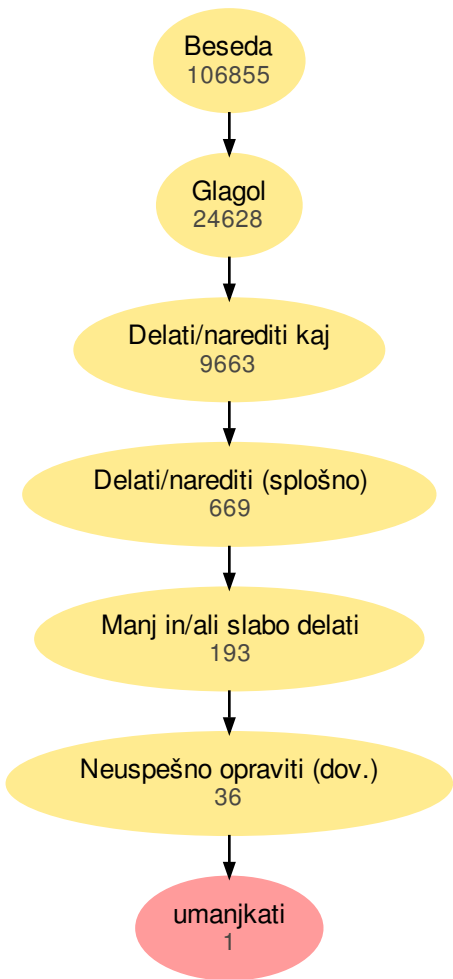 Beseda
106855
Glagol
24628
Delati/narediti kaj
9663
Delati/narediti (splošno)
669
Manj in/ali slabo delati
193
Neuspešno opraviti (dov.)
36
umanjkati
1